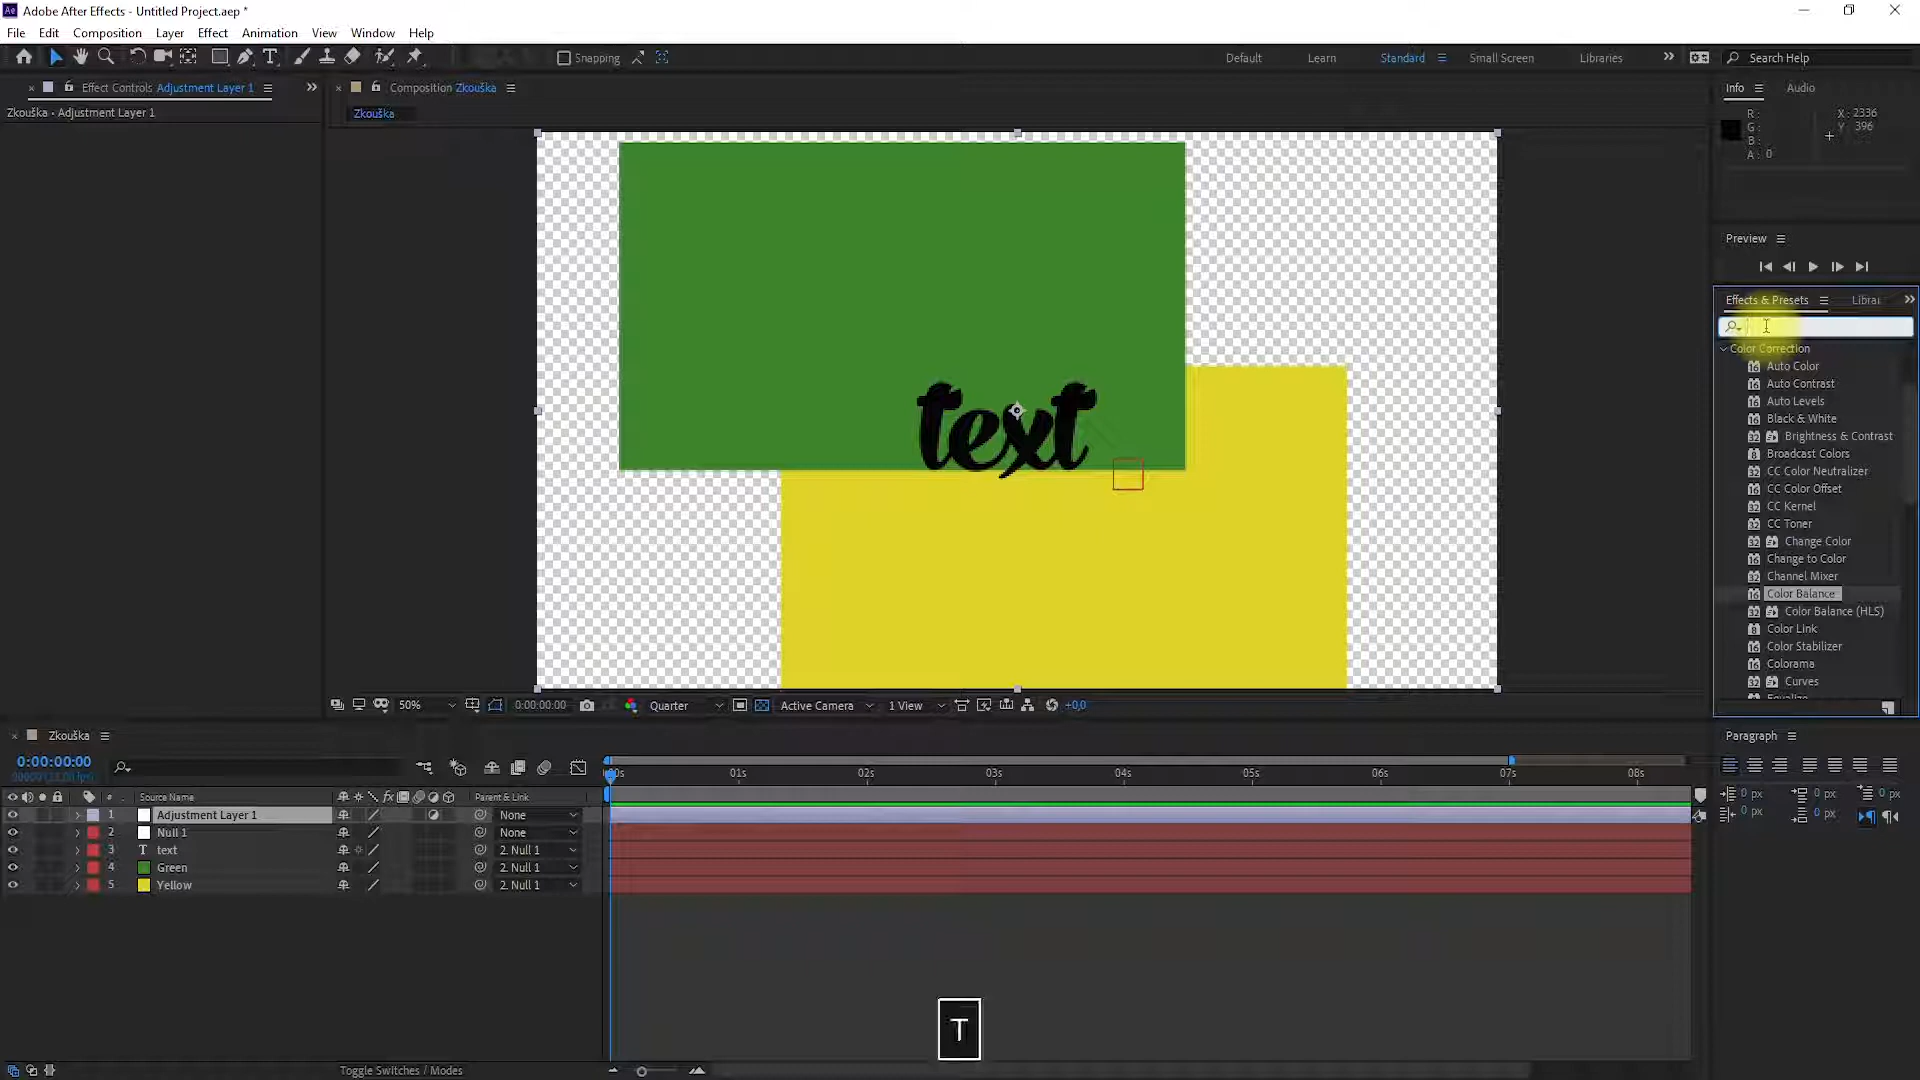 Adobe After Effects - Untitled Project.aep *
File Edit Composition Layer Effect Animation View Window Help
Snapping Default Learn Standard Small Screen Libraries Search Help
Effect Controls Adjustment Layer 1
Composition Zkouška
Info Audio
Zkouška • Adjustment Layer 1
Zkouška
R :
G :
B :
A : 0
X : 2336
Y : 396
Preview
Effects & Presets
Color Correction
Auto Color
Auto Contrast
Auto Levels
Black & White
Brightness & Contrast
Broadcast Colors
CC Color Neutralizer
CC Color Offset
CC Kernel
CC Toner
Change Color
Change to Color
Channel Mixer
Color Balance
Color Balance (HLS)
Color Link
Color Stabilizer
Colorama
Curves
text
50% 0:00:00:00 Quarter Active Camera 1 View +0,0
Zkouška
Paragraph
0:00:00:00
01s 02s 03s 04s 05s 06s 07s 08s
# Source Name Parent & Link
1 Adjustment Layer 1 None
2 Null 1 None
3 T text 2. Null 1
4 Green 2. Null 1
5 Yellow 2. Null 1
0 px 0 px 0 px
0 px 0 px
T
Toggle Switches / Modes